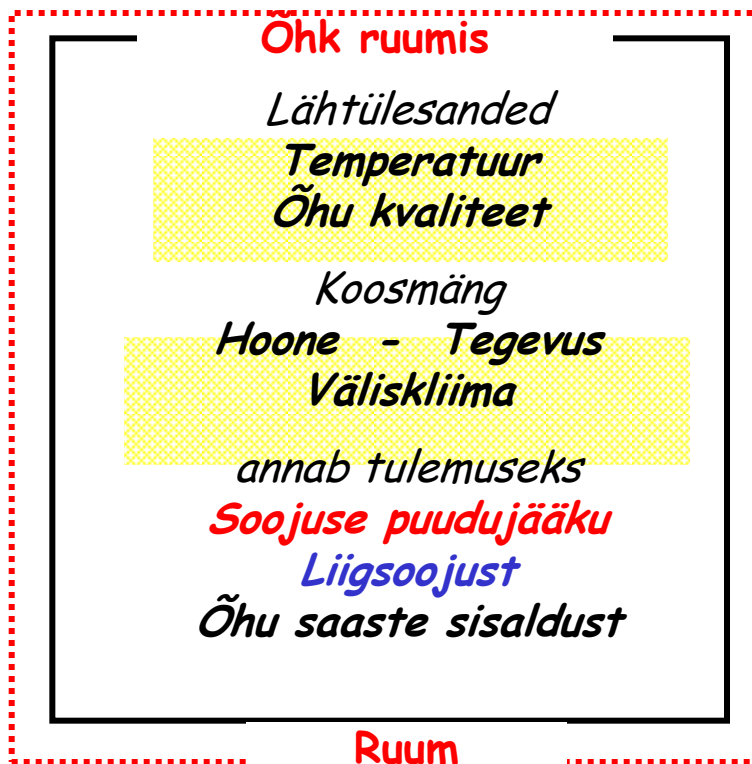 Õhk ruumis
Lähtülesanded
Temperatuur
Õhu kvaliteet
Koosmäng
Hoone - Tegevus
Väliskliima
annab tulemuseks
Soojuse puudujääku
Liigsoojust
Õhu saaste sisaldust
Ruum